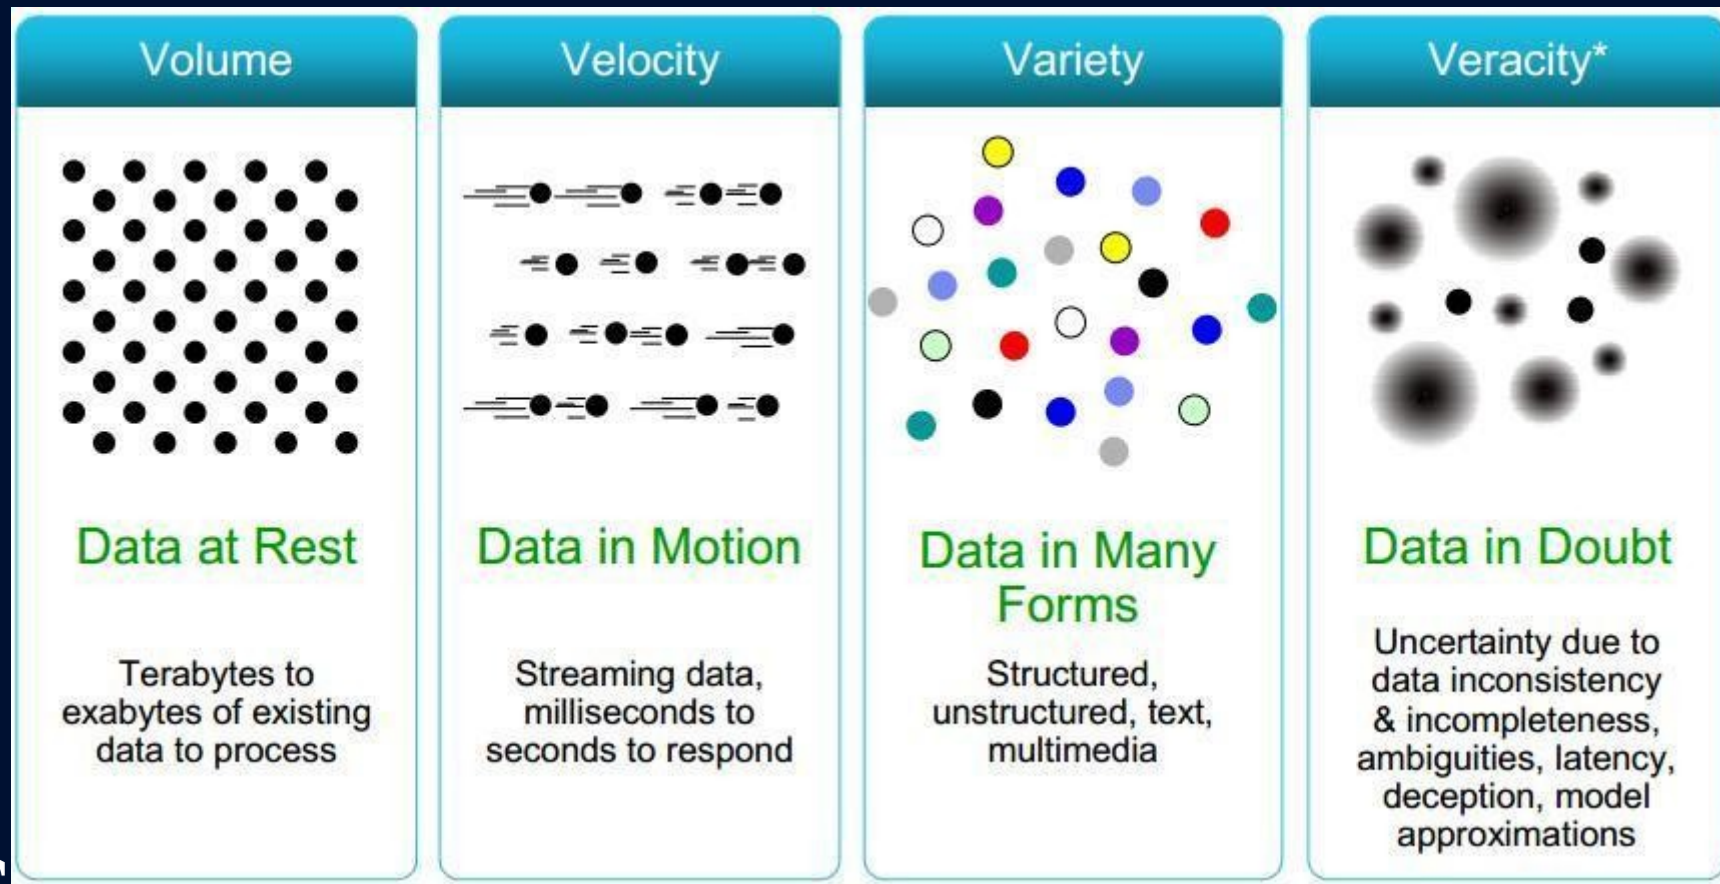 Volume
Data at Rest
Terabytes to
exabytes of existing
data to process
Velocity
Data in Motion
Streaming data,
milliseconds to
seconds to respond
Variety
Data in Many
Forms
Structured,
unstructured, text,
multimedia
Veracity*
Data in Doubt
Uncertainty due to
data inconsistency
& incompleteness,
ambiguities, latency,
deception, model
approximations